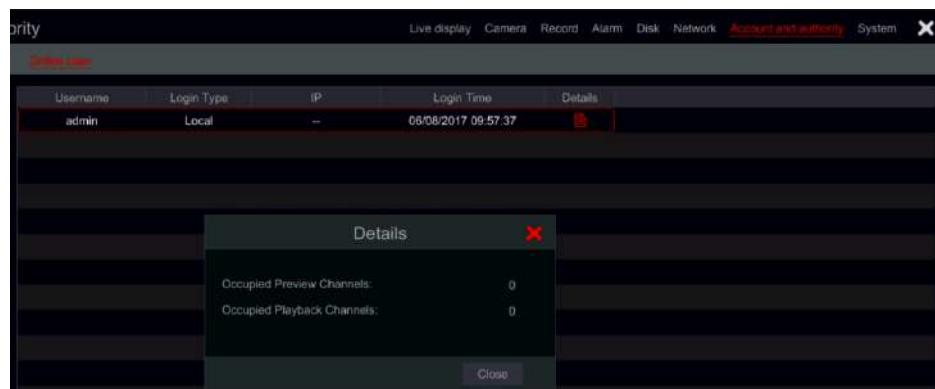 ority Live display Camera Record Alarm Disk Network Account and authority System
Online User
Username Login Type IP Login Time Details
admin Local -- 06/08/2017 09:57:37
Details
Occupied Preview Channels: 0
Occupied Playback Channels: 0
Close